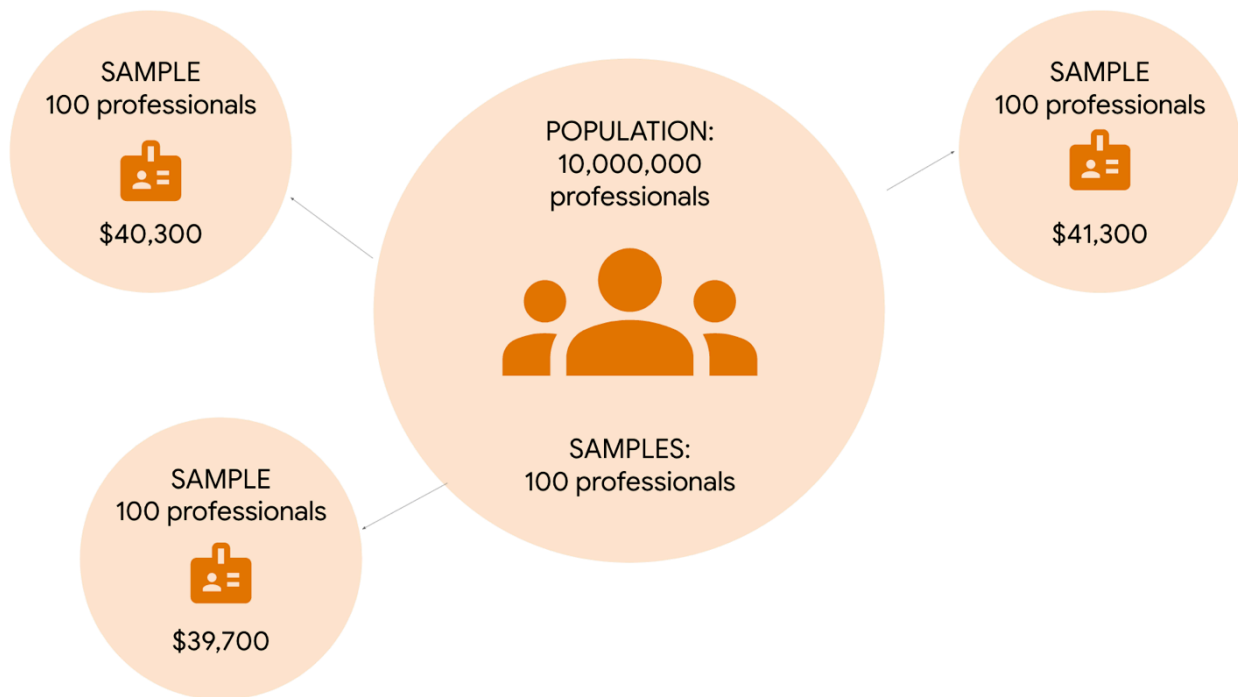 SAMPLE
100 professionals
$40,300
POPULATION:
10,000,000
professionals
SAMPLES:
100 professionals
SAMPLE
100 professionals
$41,300
SAMPLE
100 professionals
$39,700